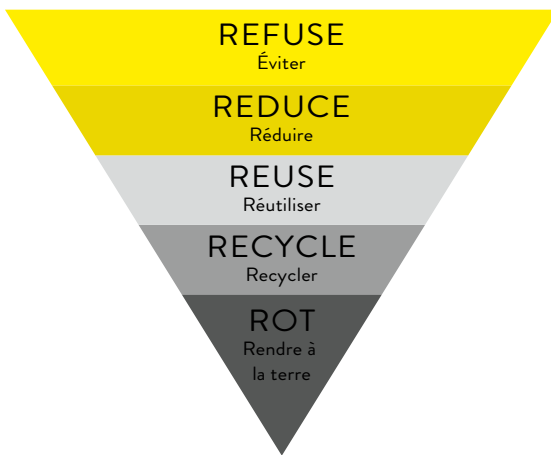 REFUSE
Éviter
REDUCE
Réduire
REUSE
Réutiliser
RECYCLE
Recycler
ROT
Rendre à
la terre